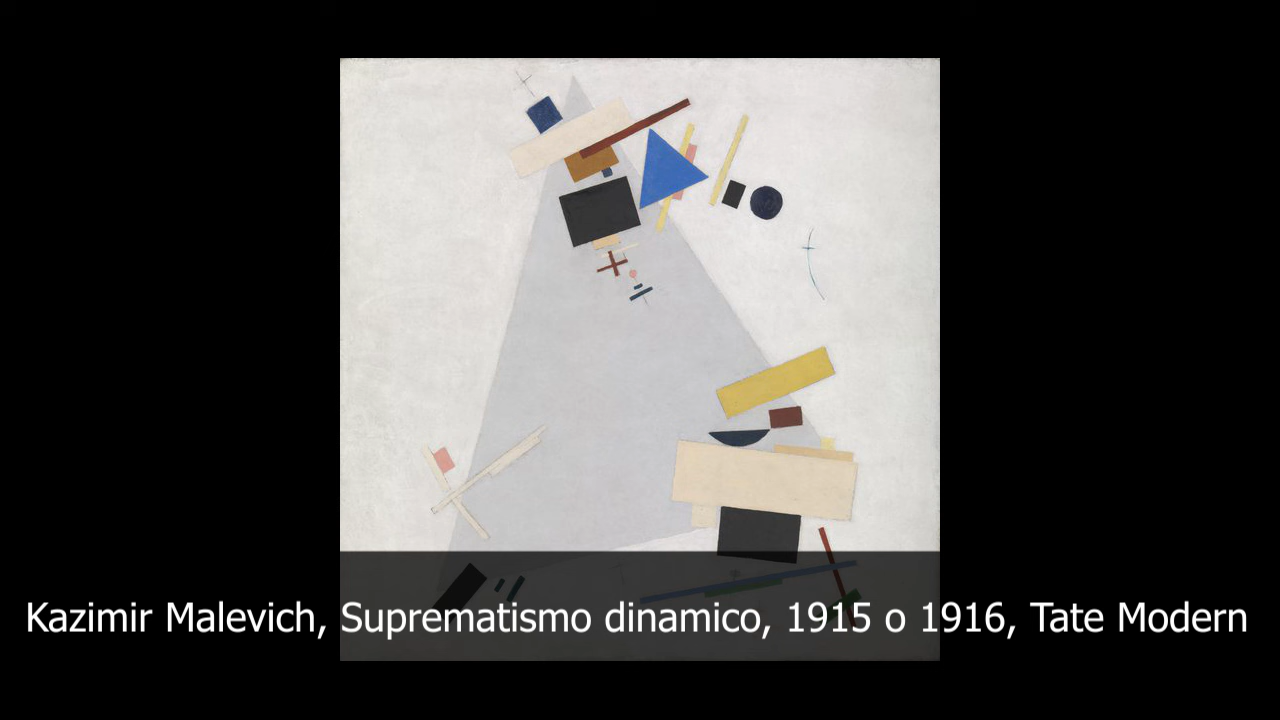 Kazimir Malevich, Suprematismo dinamico, 1915 o 1916, Tate Modern